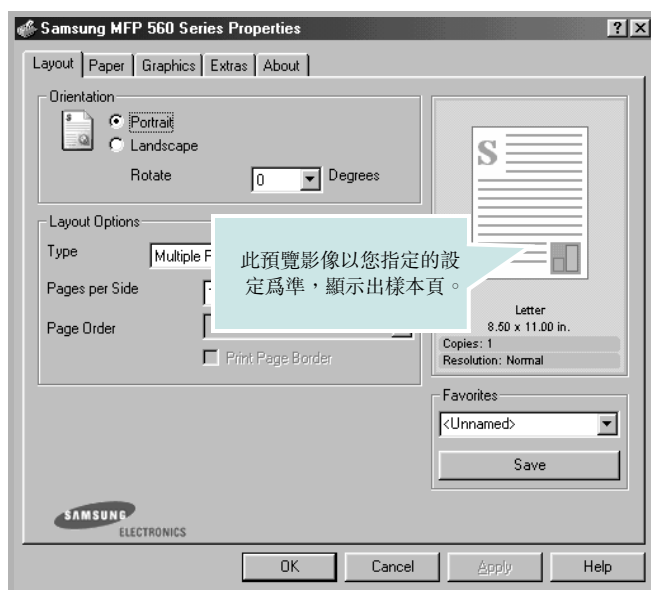 Samsung MFP 560 Series Properties
Layout Paper Graphics Extras About
Orientation
Portrait
Landscape
Rotate 0 Degrees
Layout Options
Type Multiple
Pages per Side
Page Order
Print Page Border
此預覽影像以您指定的設
定爲準，顯示出樣本頁。
S
Letter
8.50 x 11.00 in.
Copies: 1
Resolution: Normal
Favorites
<Unnamed>
Save
SAMSUNG
ELECTRONICS
OK Cancel Apply Help